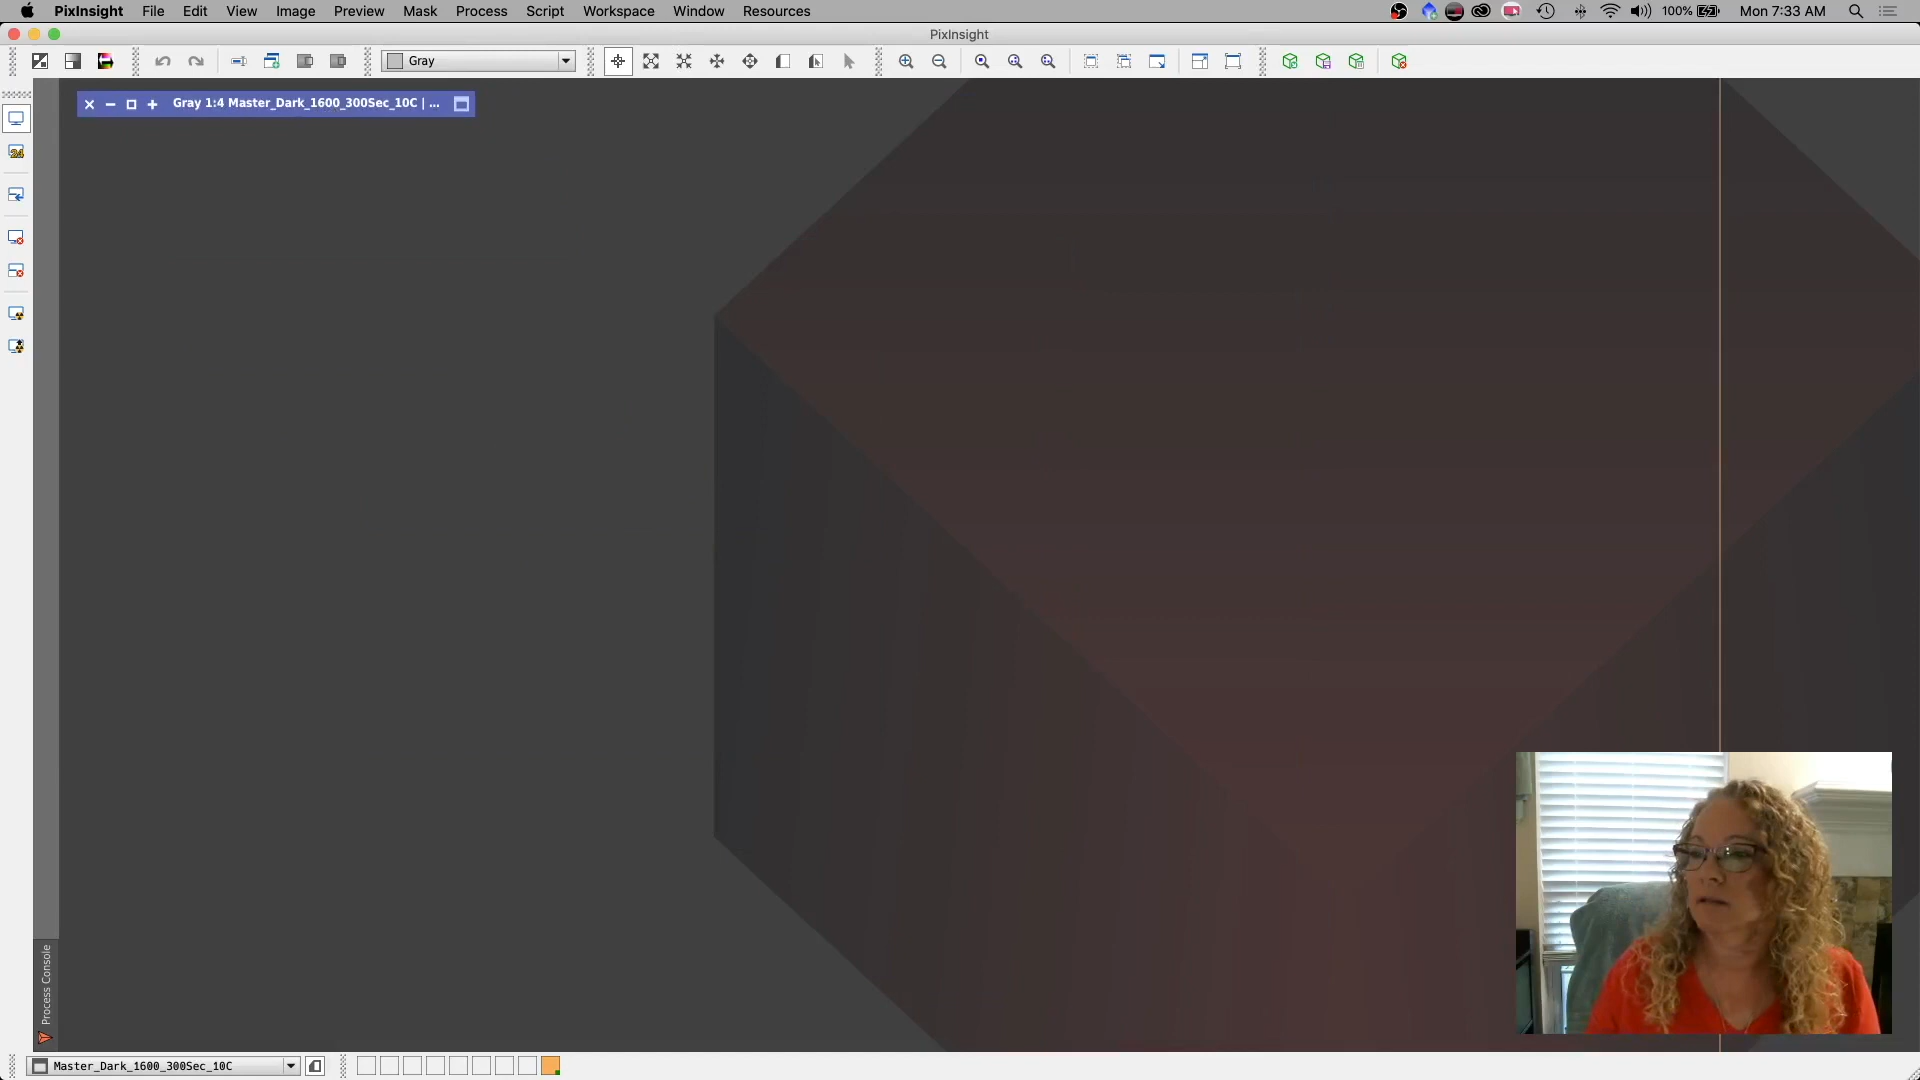 PixInsight File Edit View Image Preview Mask Process Script Workspace Window Resources 100% Mon 7:33 AM
PixInsight
Gray
Gray 1:4 Master_Dark_1600_300Sec_10C | ...
24
Process Console
Master_Dark_1600_300Sec_10C